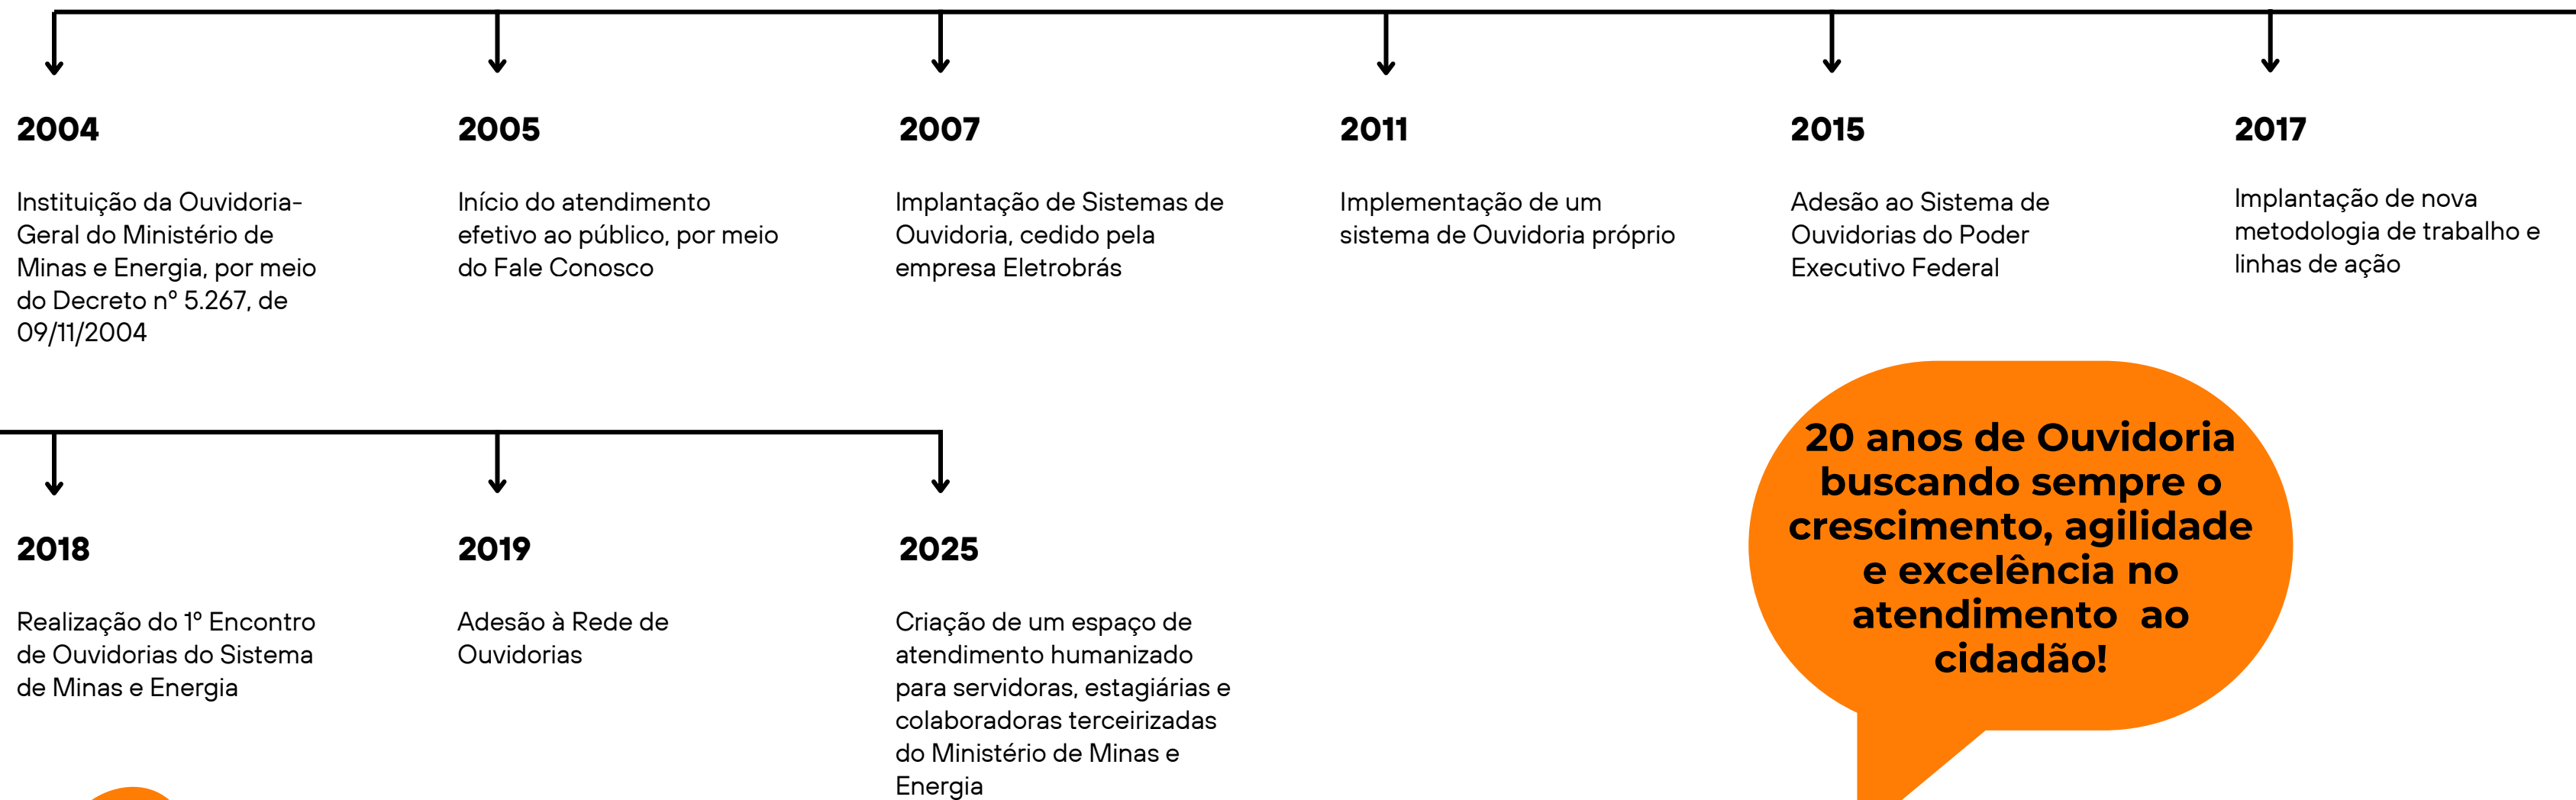 2004
Instituição da Ouvidoria-
Geral do Ministério de
Minas e Energia, por meio
do Decreto nº 5.267, de
09/11/2004
2005
Início do atendimento
efetivo ao público, por meio
do Fale Conosco
2007
Implantação de Sistemas de
Ouvidoria, cedido pela
empresa Eletrobrás
2011
Implementação de um
sistema de Ouvidoria próprio
2015
Adesão ao Sistema de
Ouvidorias do Poder
Executivo Federal
2017
Implantação de nova
metodologia de trabalho e
linhas de ação
2018
Realização do 1º Encontro
de Ouvidorias do Sistema
de Minas e Energia
2019
Adesão à Rede de
Ouvidorias
2025
Criação de um espaço de
atendimento humanizado
para servidoras, estagiárias e
colaboradoras terceirizadas
do Ministério de Minas e
Energia
20 anos de Ouvidoria
buscando sempre o
crescimento, agilidade
e excelência no
atendimento  ao
cidadão!